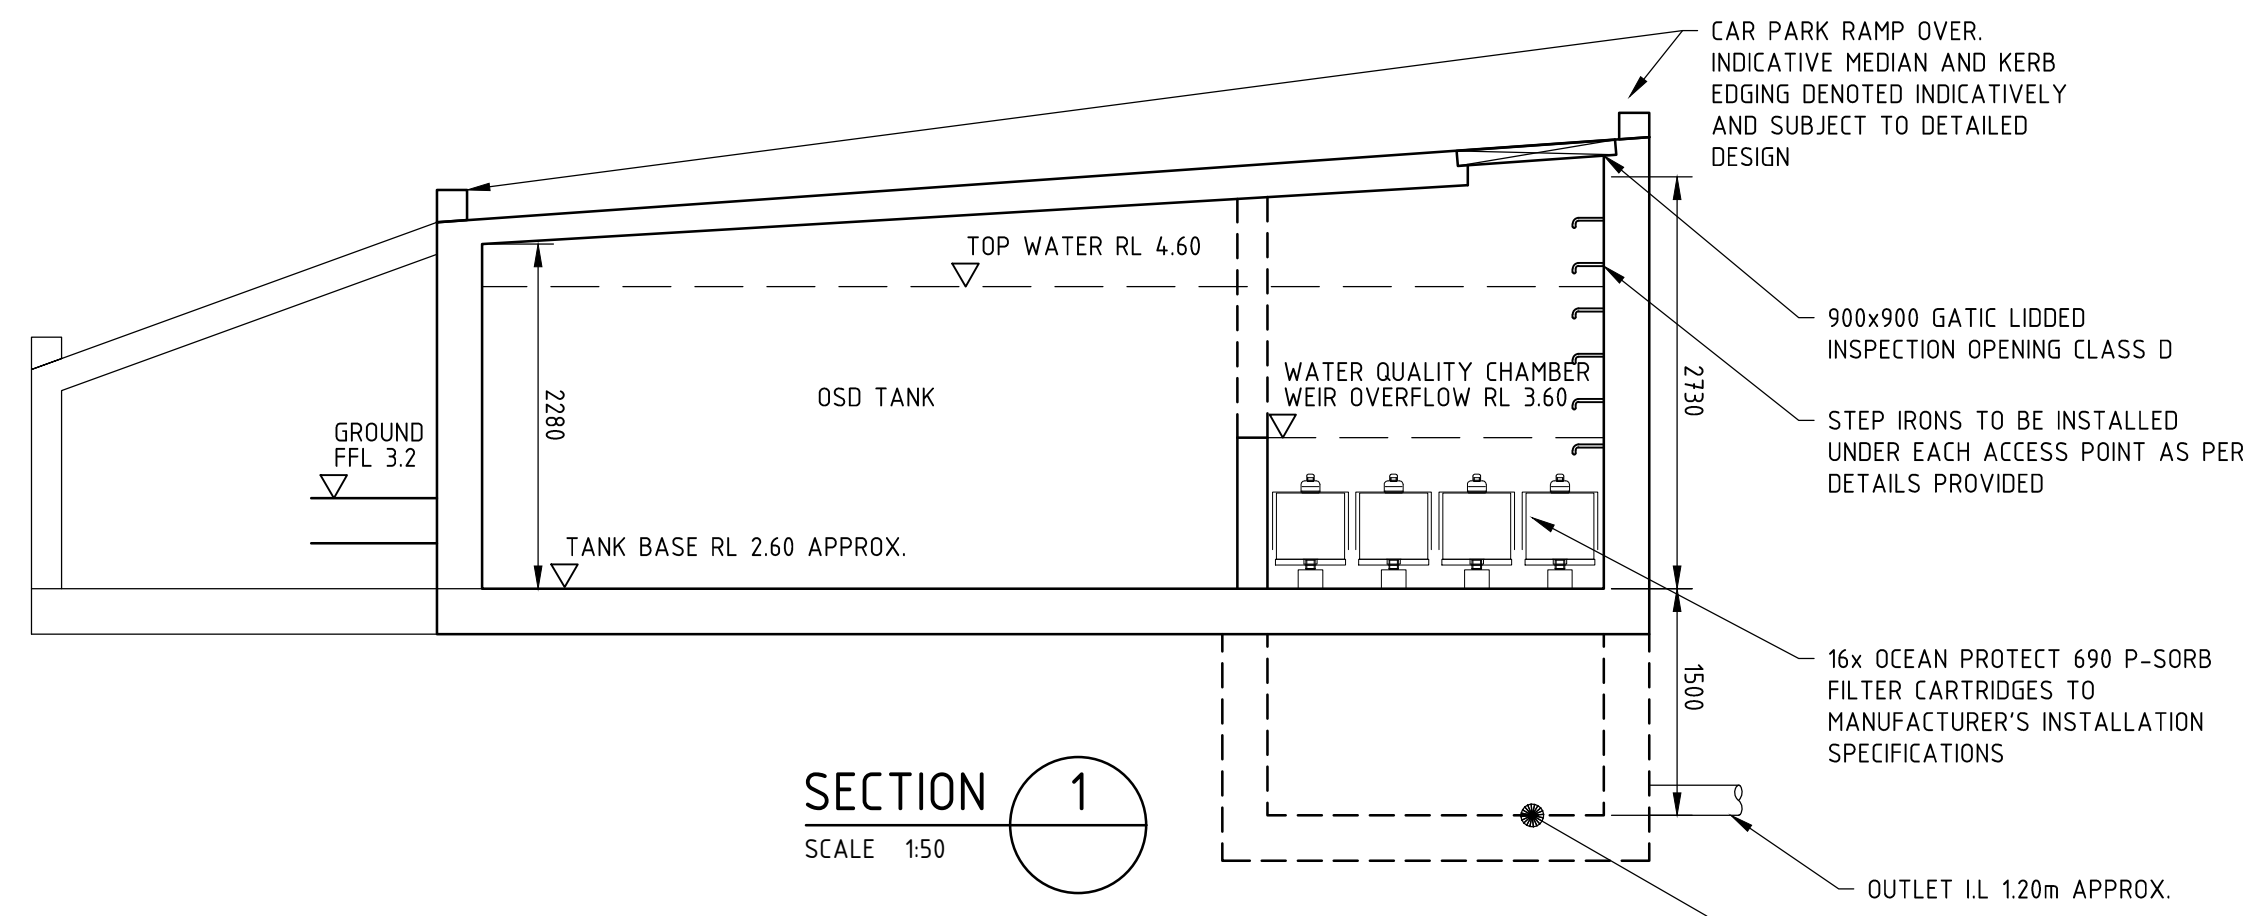 CAR PARK RAMP OVER.
INDICATIVE MEDIAN AND KERB
EDGING DENOTED INDICATIVELY
AND SUBJECT TO DETAILED
DESIGN
TOP WATER RL 4.60
900x900 GATIC LIDDED
INSPECTION OPENING CLASS D
WATER QUALITY CHAMBER
WEIR OVERFLOW RL 3.60
2730
OSD TANK
2280
GROUND
FFL 3.2
STEP IRONS TO BE INSTALLED
UNDER EACH ACCESS POINT AS PER
DETAILS PROVIDED
TANK BASE RL 2.60 APPROX.
16x OCEAN PROTECT 690 P-SORB
FILTER CARTRIDGES TO
MANUFACTURER'S INSTALLATION
SPECIFICATIONS
1500
SECTION 1
SCALE 1:50
OUTLET I.L 1.20m APPROX.